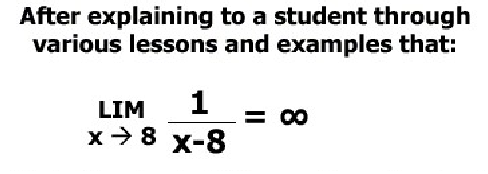 After explaining to a student through
various lessons and examples that:
LIM 1
x → 8 x-8 = ∞